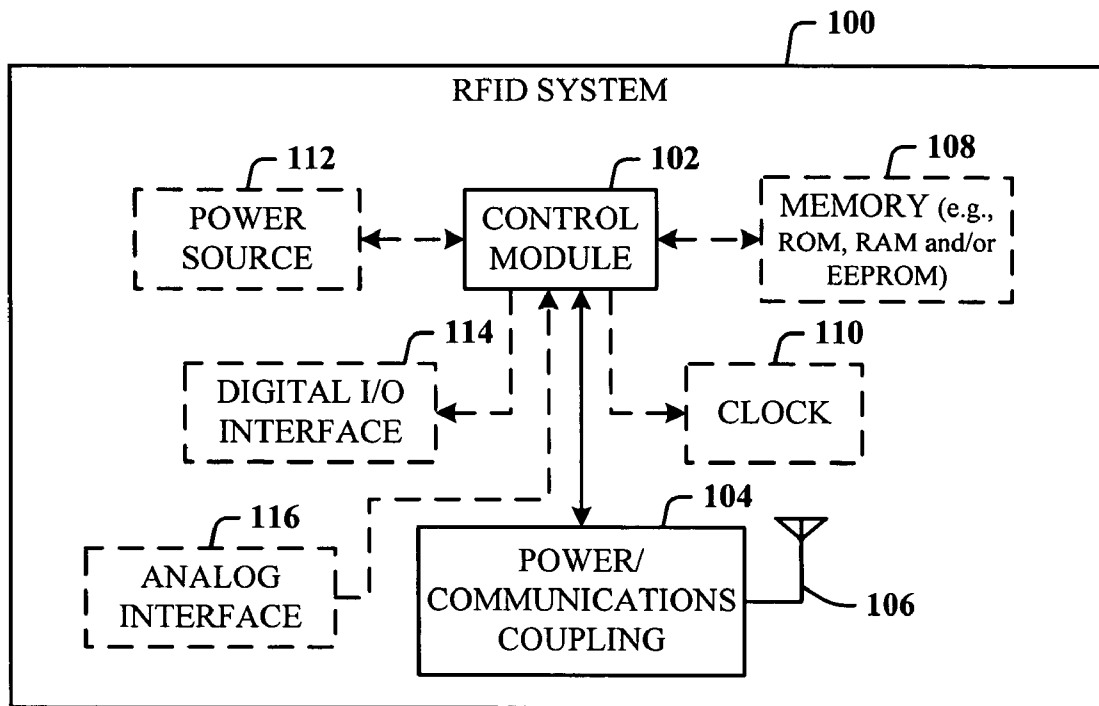 100
RFID SYSTEM
112
POWER
SOURCE
102
CONTROL
MODULE
108
MEMORY (e.g.,
ROM, RAM and/or
EEPROM)
114
DIGITAL I/O
INTERFACE
110
CLOCK
116
ANALOG
INTERFACE
104
POWER/
COMMUNICATIONS
COUPLING
106